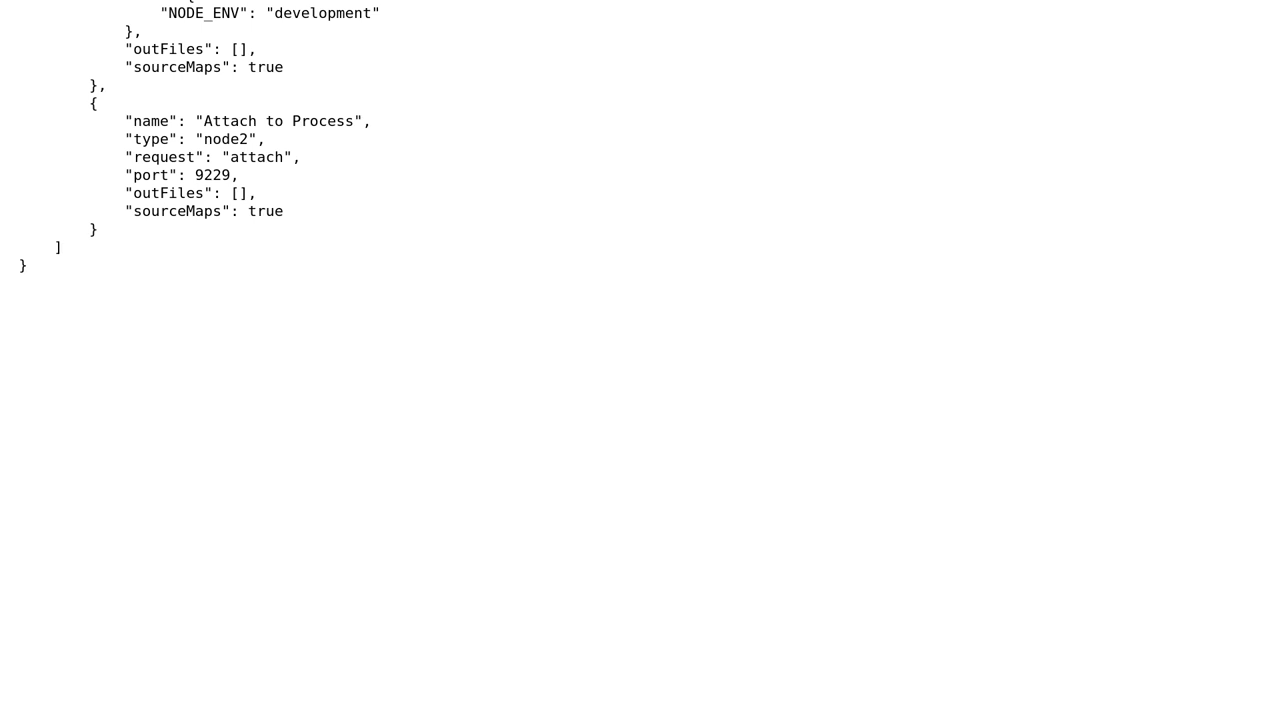 "NODE_ENV": "development"
            },
            "outFiles": [],
            "sourceMaps": true
        },
        {
            "name": "Attach to Process",
            "type": "node2",
            "request": "attach",
            "port": 9229,
            "outFiles": [],
            "sourceMaps": true
        }
    ]
}